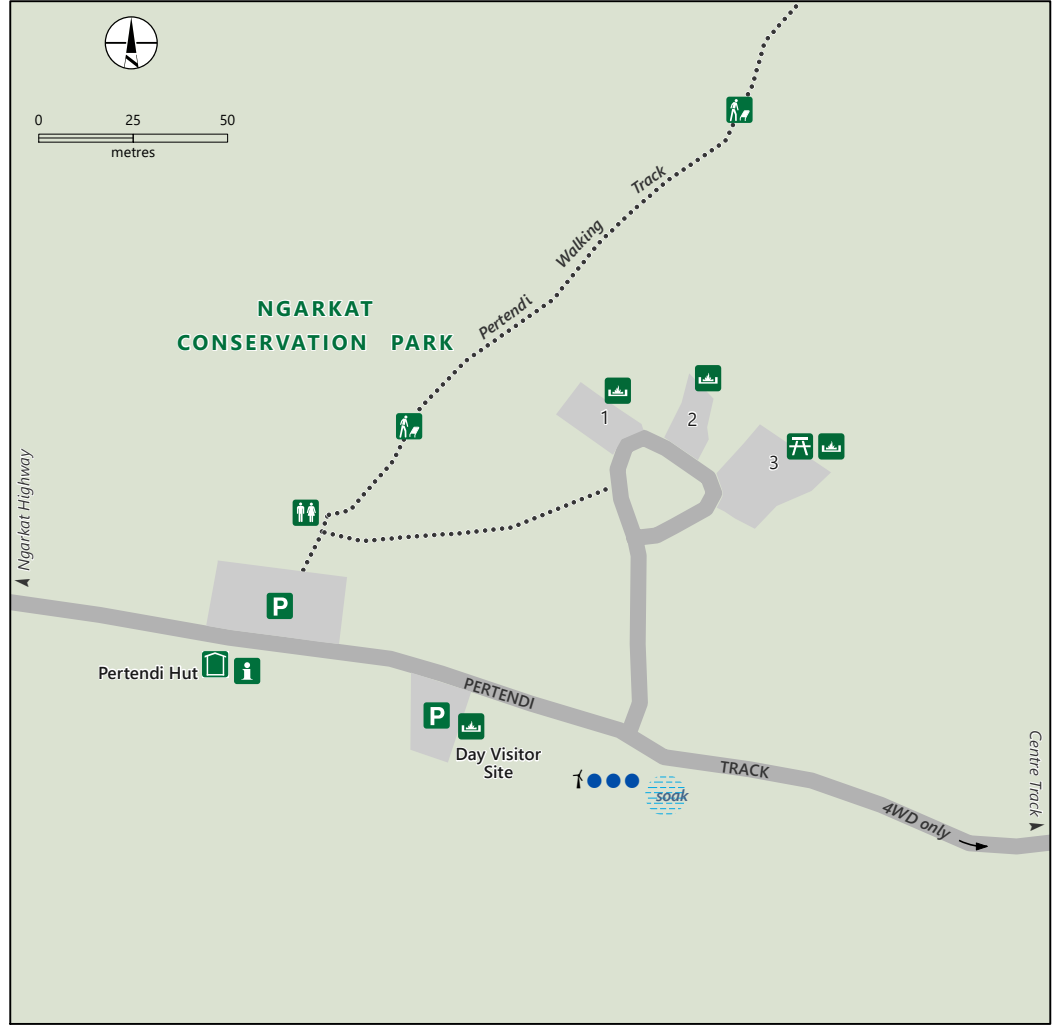 N
0 25 50
metres
Track
Walking
Pertendi
NGARKAT
CONSERVATION PARK
1
2
3
Ngarkat Highway
P
Pertendi Hut
i
PERTENDI
P
Day Visitor
Site
TRACK
soak
4WD only
Centre Track